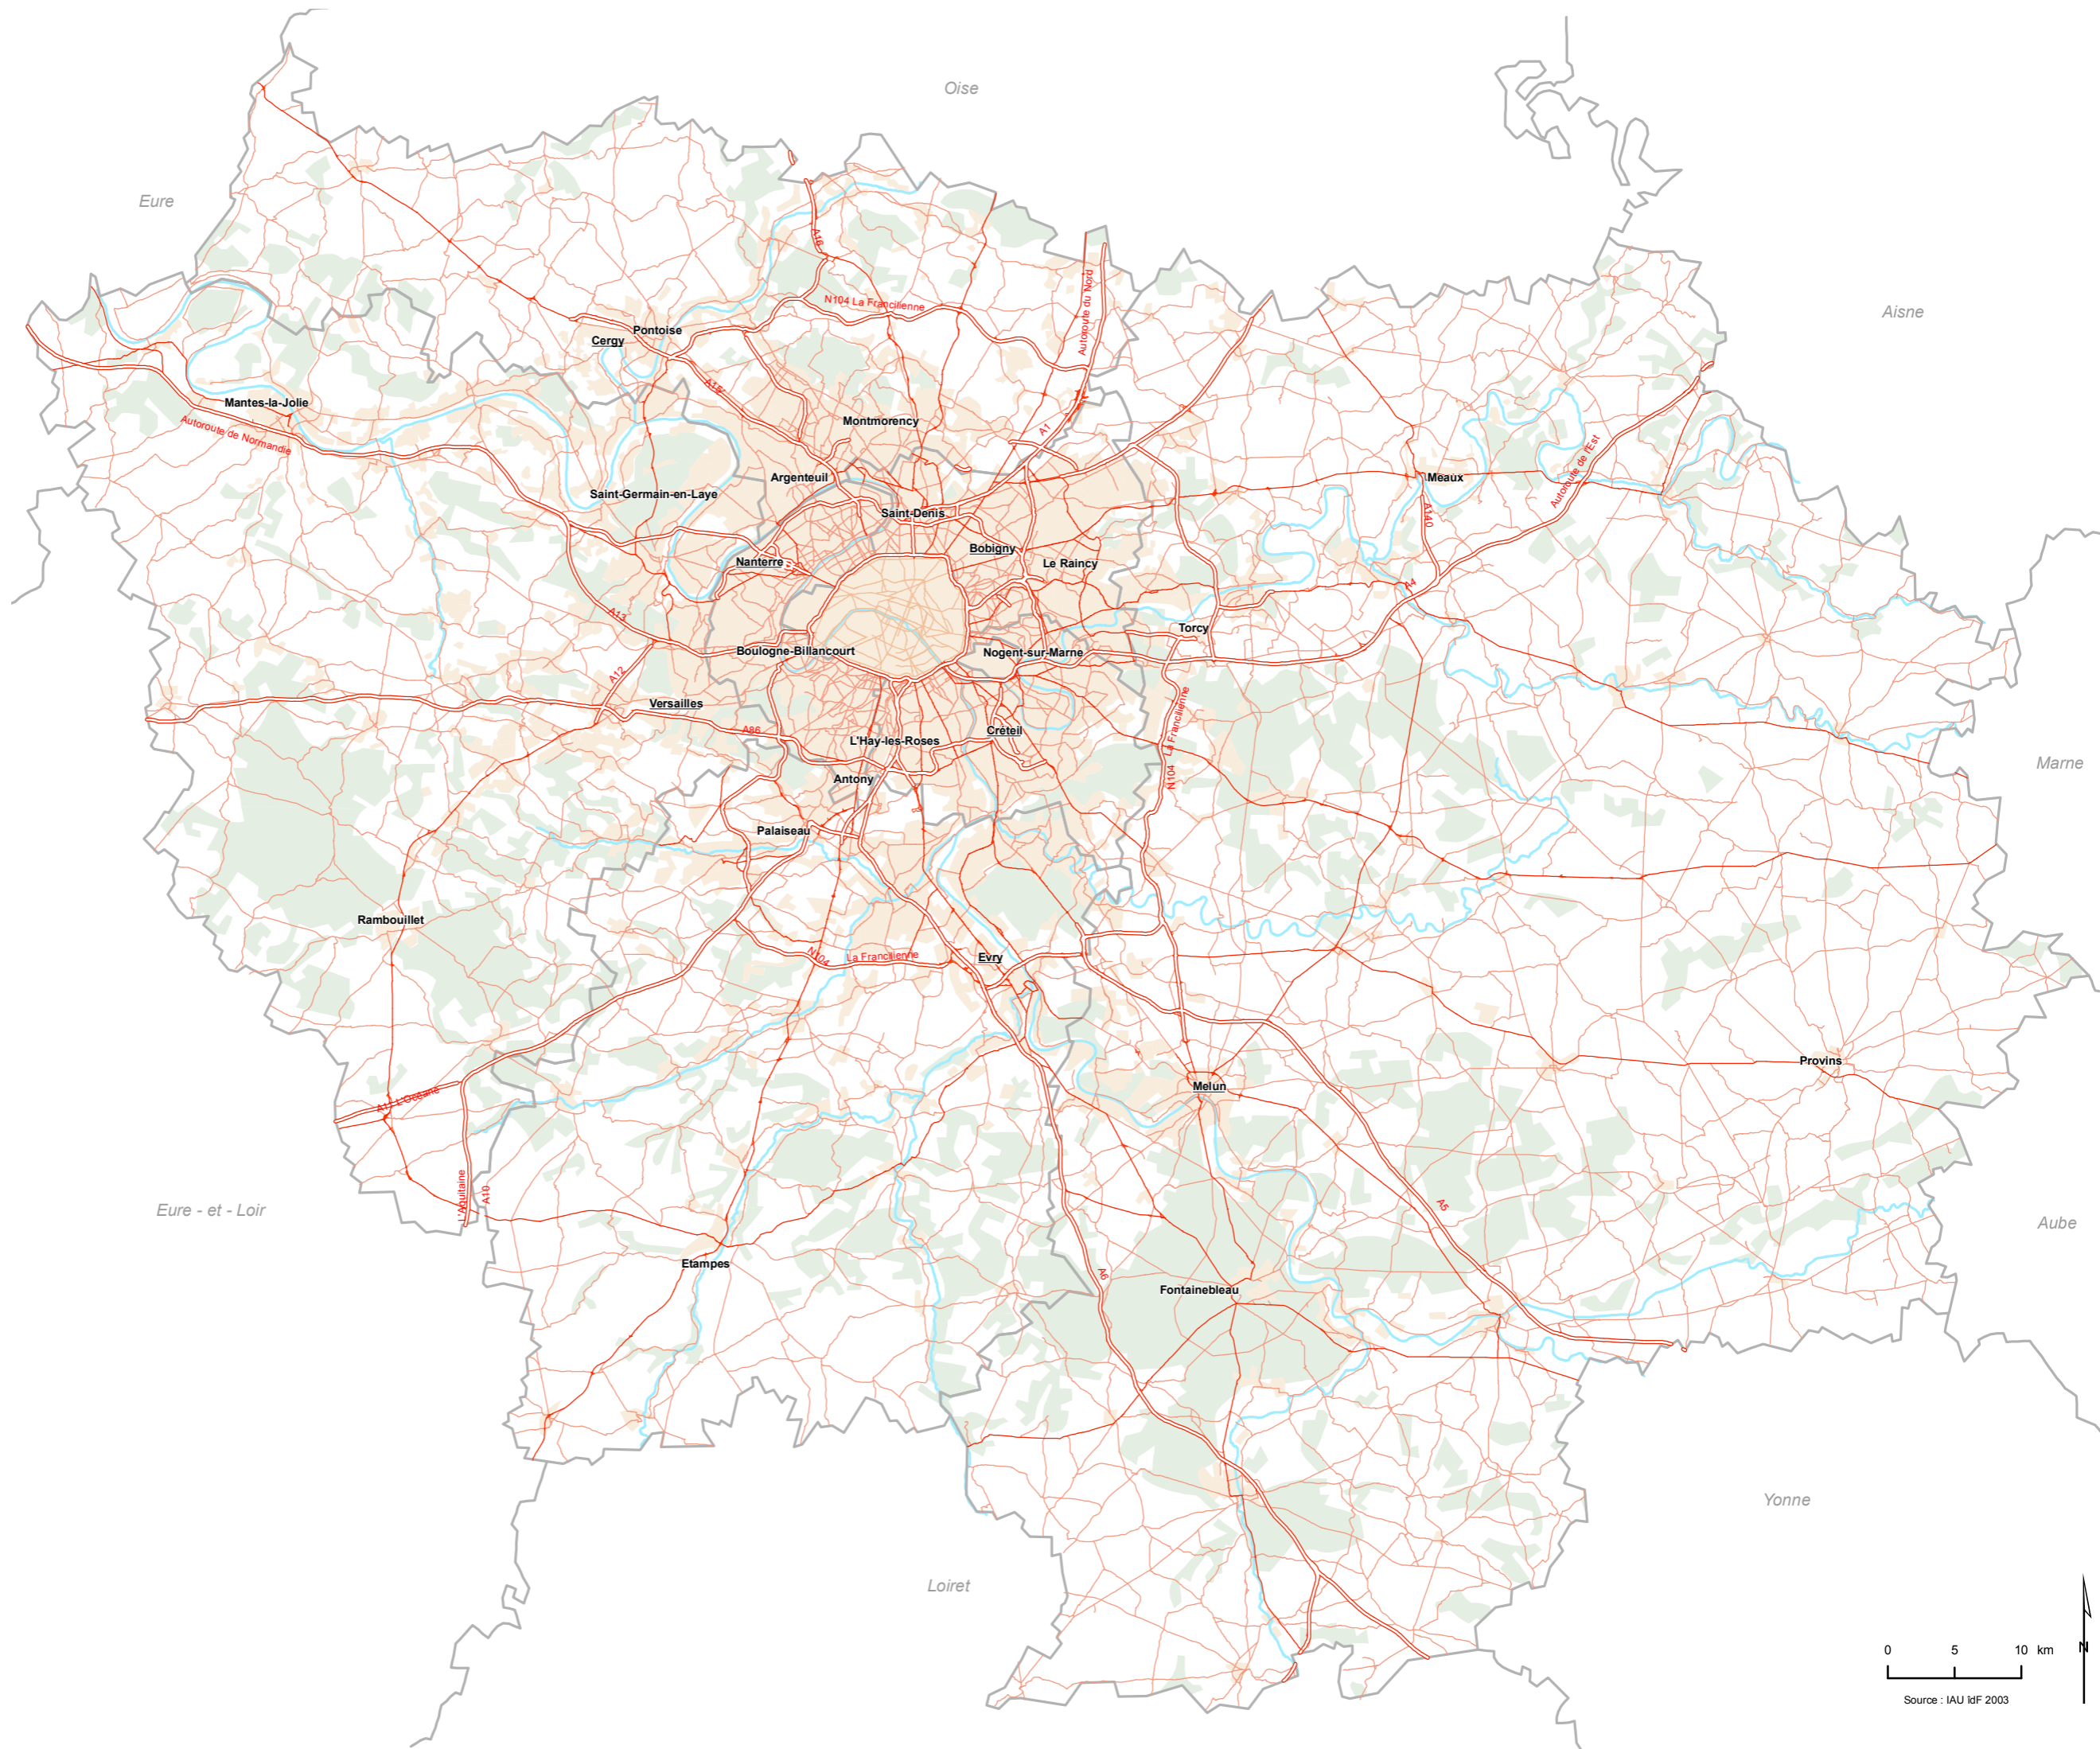 Oise
Eure
Aisne
A16
Autoroute du Nord
N104 La Francilienne
Pontoise
Cergy
A15
Mantes-la-Jolie
Autoroute de Normandie
Montmorency
A1
Argenteuil
Meaux
Autoroute de l'Est
Saint-Germain-en-Laye
Saint-Denis
A140
Bobigny
Nanterre
Le Raincy
A4
A13
Torcy
Boulogne-Billancourt
Nogent-sur-Marne
A12
Versailles
N104 La Francilienne
A86
Créteil
L'Hay-les-Roses
Marne
Antony
Palaiseau
Rambouillet
N104
La Francilienne
Evry
Provins
Melun
A11 L'Océane
L'Aquitaine
A10
Eure - et - Loir
A5
Aube
Etampes
A6
Fontainebleau
Yonne
Loiret
0 5 10 km
N
Source : IAU îdF 2003